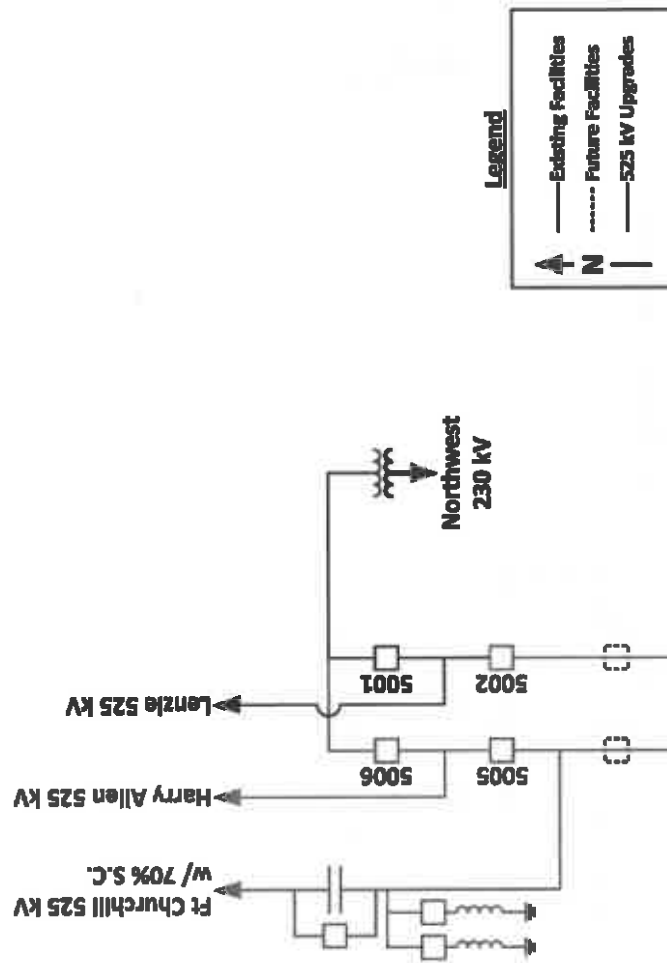 Ft Churchill 525 kV
w/ 70% S.C.
Harry Allen 525 kV
Lenzie 525 kV
5006
5001
5005
5002
Northwest
230 kV
Legend
N
Existing Facilities
Future Facilities
525 kV Upgrades